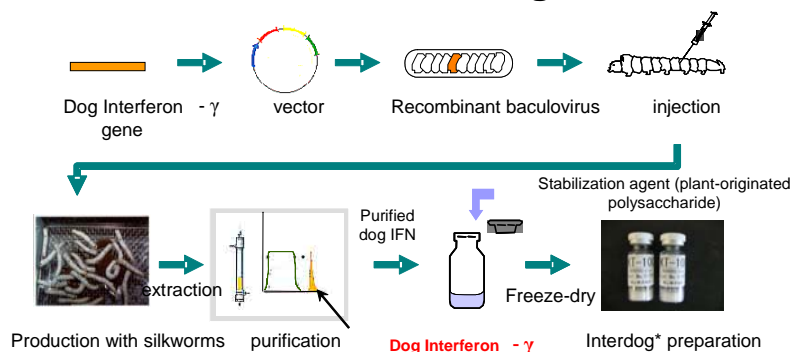 Dog Interferon - γ
gene
vector
Recombinant baculovirus
injection
Stabilization agent (plant-originated
polysaccharide)
Purified
dog IFN
extraction
Freeze-dry
Production with silkworms
purification
Dog Interferon - γ
Interdog* preparation